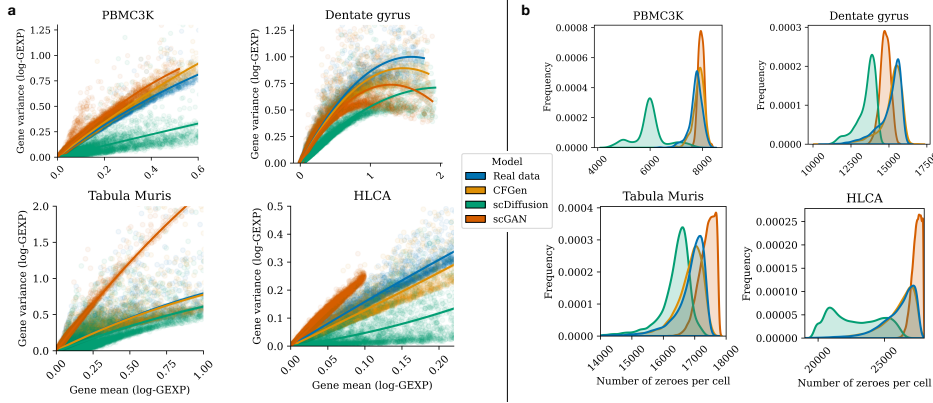 a
PBMC3K
Gene variance (log-GEXP)
1.25
1.00
0.75
0.50
0.25
0.00
0.0
0.2
0.4
0.6
Dentate gyrus
Gene variance (log-GEXP)
1.25
1.00
0.75
0.50
0.25
0.00
0
1
2
Tabula Muris
Gene variance (log-GEXP)
2.0
1.5
1.0
0.5
0.0
0.00
0.25
0.50
0.75
1.00
Gene mean (log-GEXP)
HLCA
Gene variance (log-GEXP)
0.5
0.4
0.3
0.2
0.1
0.0
0.00
0.05
0.10
0.15
0.20
Gene mean (log-GEXP)
Model
Real data
CFGen
scDiffusion
scGAN
b
PBMC3K
Frequency
0.0008
0.0006
0.0004
0.0002
0.0000
4000
6000
8000
Dentate gyrus
Frequency
0.0003
0.0002
0.0001
0.0000
10000
12500
15000
17500
Tabula Muris
Frequency
0.0004
0.0003
0.0002
0.0001
0.0000
14000
15000
16000
17000
18000
Number of zeroes per cell
HLCA
Frequency
0.00025
0.00020
0.00015
0.00010
0.00005
0.00000
20000
25000
Number of zeroes per cell